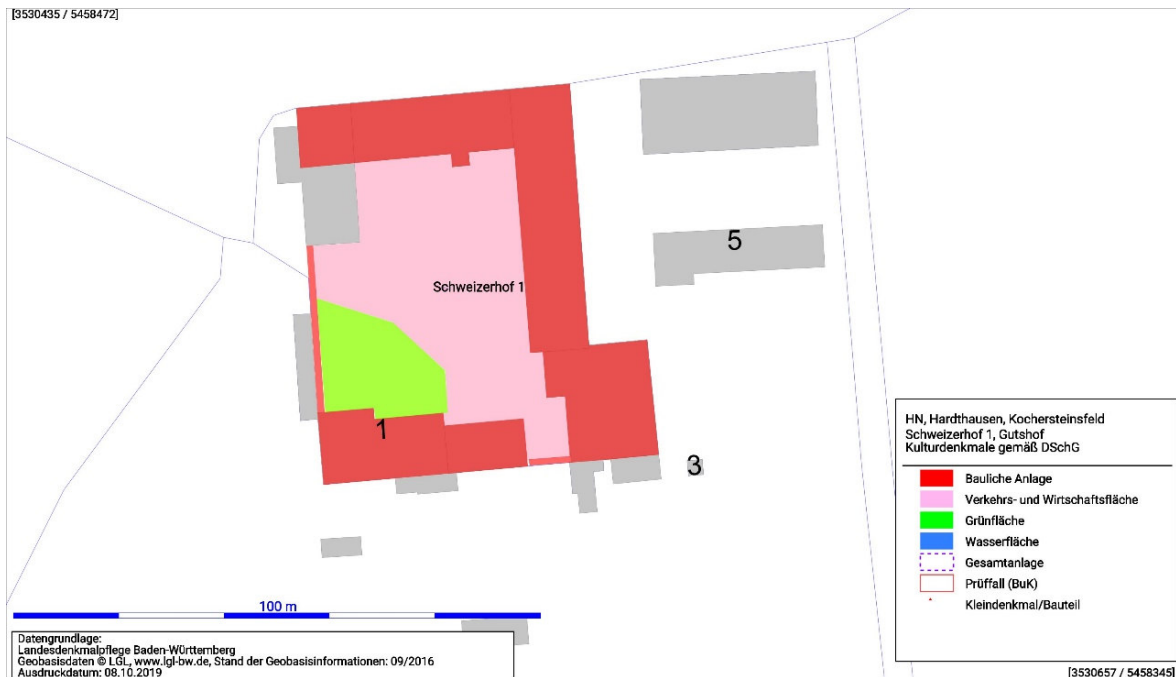 [3530435 / 5458472]
5
Schweizerhof 1
1
3
HN, Hardthausen, Kochersteinsfeld
Schweizerhof 1, Gutshof
Kulturdenkmale gemäß DSchG
Bauliche Anlage
Verkehrs- und Wirtschaftsfläche
Grünfläche
Wasserfläche
Gesamtanlage
Prüffall (BuK)
Kleindenkmal/Bauteil
100 m
Datengrundlage:
Landesdenkmalpflege Baden-Württemberg
Geobasisdaten © LGL, www.lgl-bw.de, Stand der Geobasisinformationen: 09/2016
Ausdruckdatum: 08.10.2019
[3530657 / 5458345]